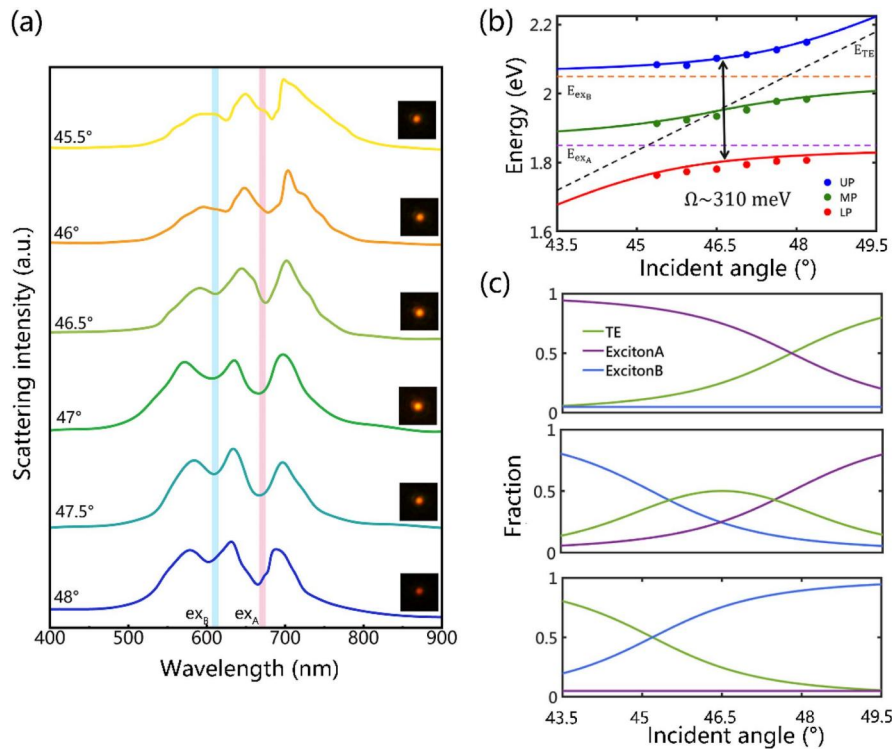 (a)
Scattering intensity (a.u.)
45.5°
46°
46.5°
47°
47.5°
48°
exB
exA
400 500 600 700 800 900
Wavelength (nm)
(b)
Energy (eV)
2.2
2
1.8
1.6
ETE
EexB
EexA
Ω~310 meV
UP
MP
LP
43.5 45 46.5 48 49.5
Incident angle (°)
(c)
Fraction
1
0.5
0
TE
ExcitonA
ExcitonB
1
0.5
0
1
0.5
0
43.5 45 46.5 48 49.5
Incident angle (°)